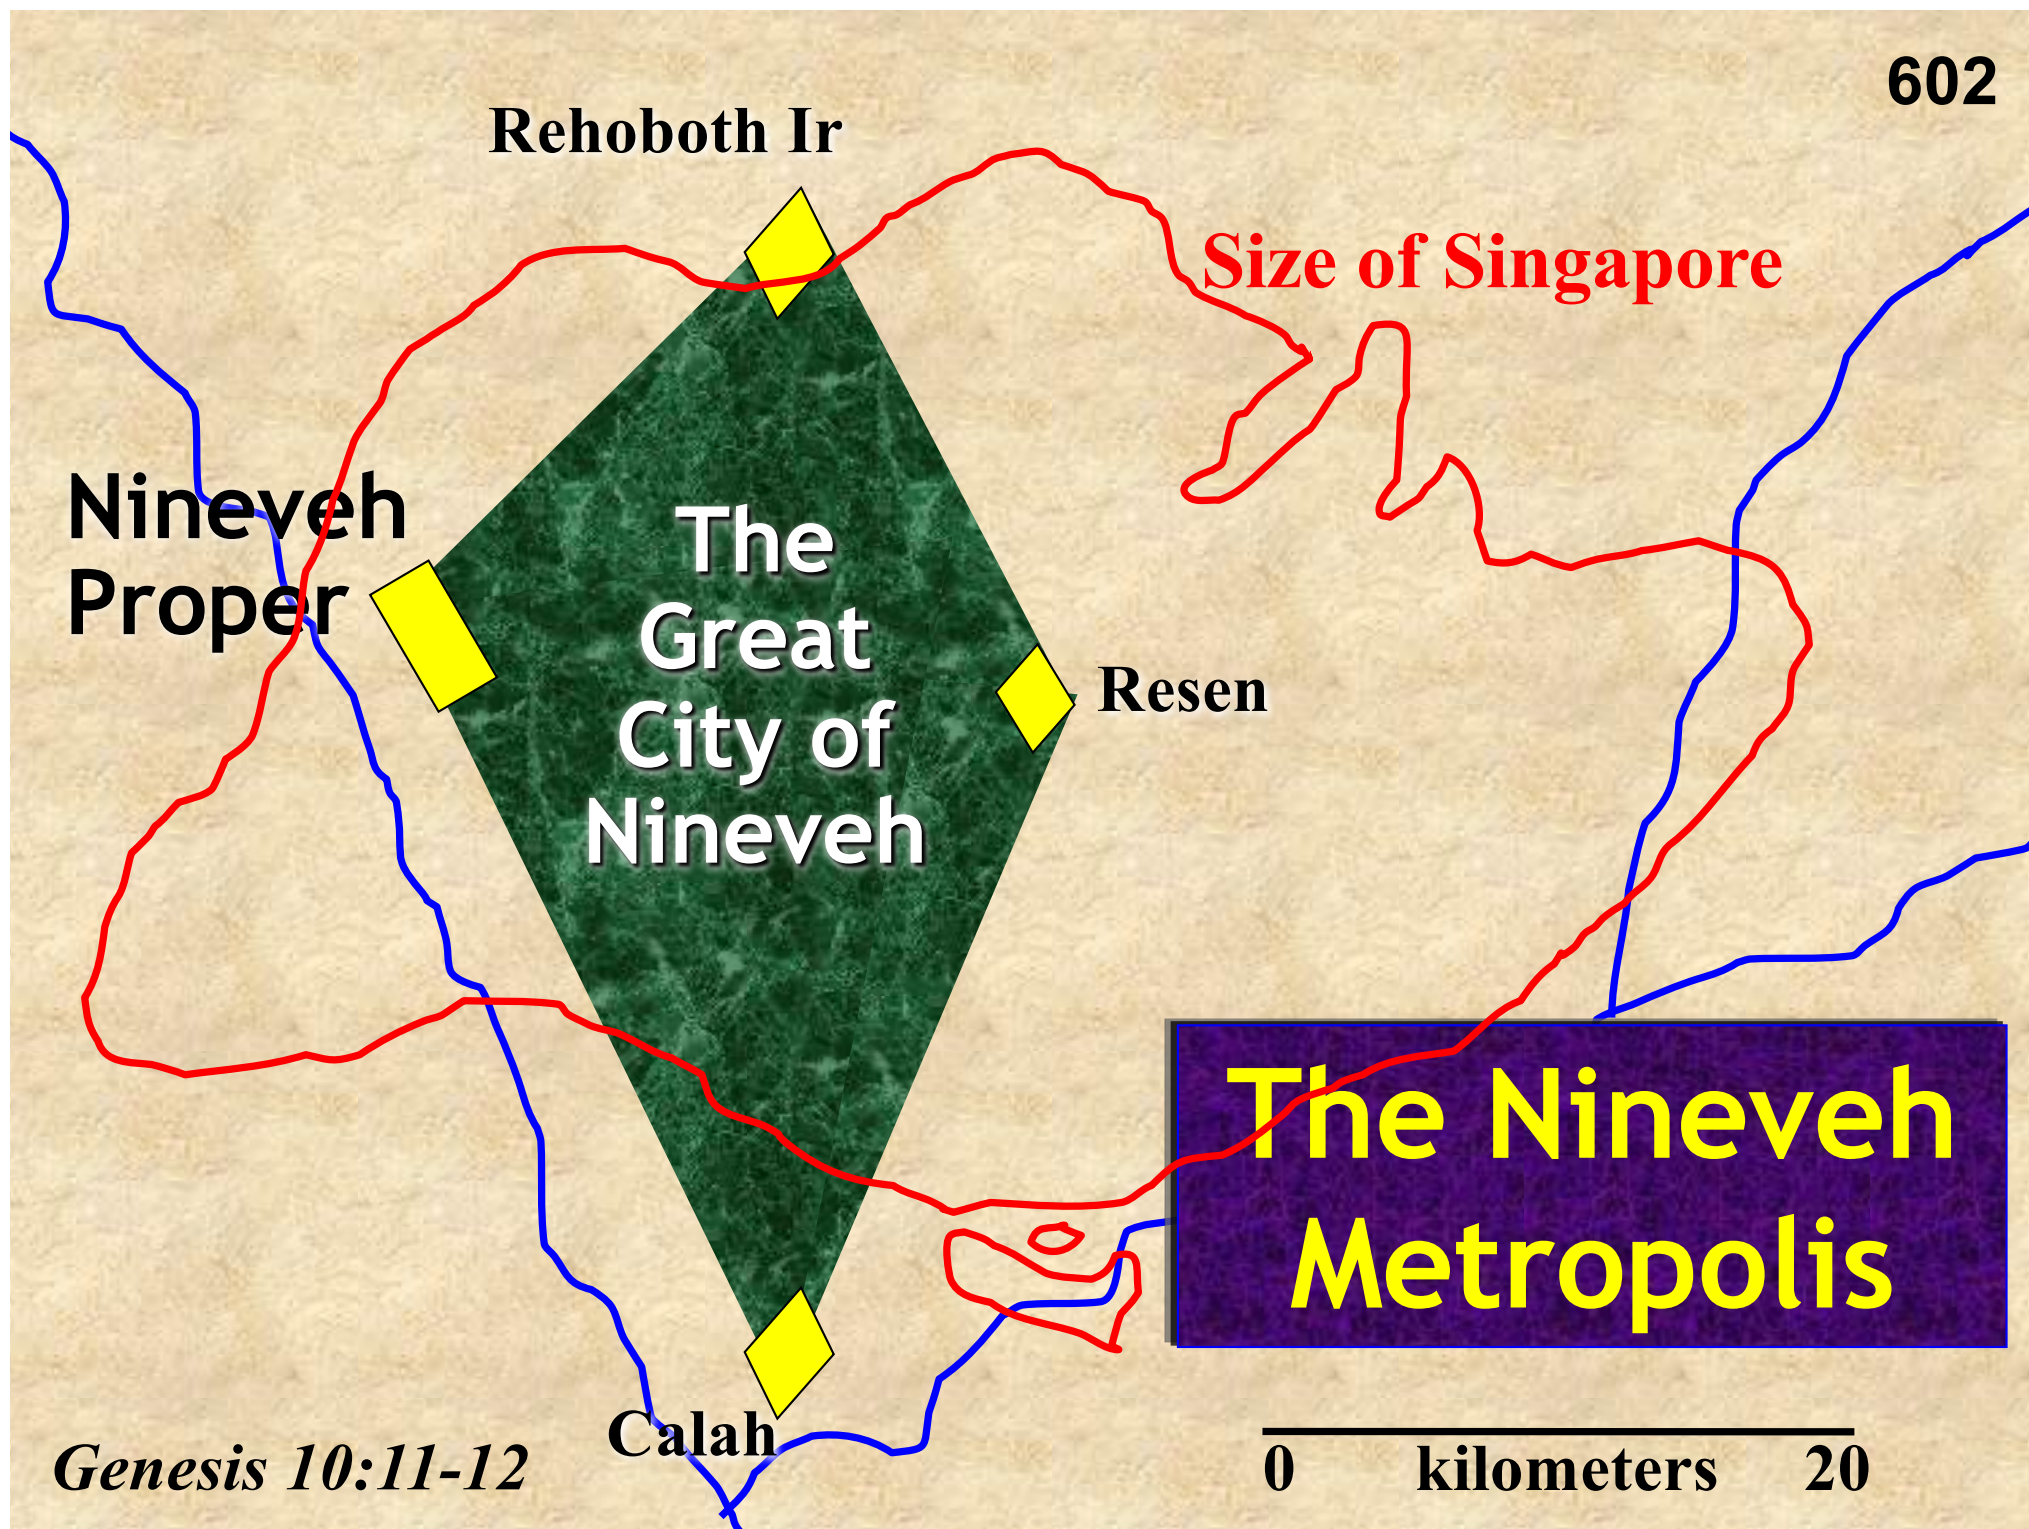 602
Rehoboth Ir
Size of Singapore
Nineveh
Proper
The
Great
City of
Nineveh
Resen
The Nineveh
Metropolis
Calah
Genesis 10:11-12
0 kilometers 20